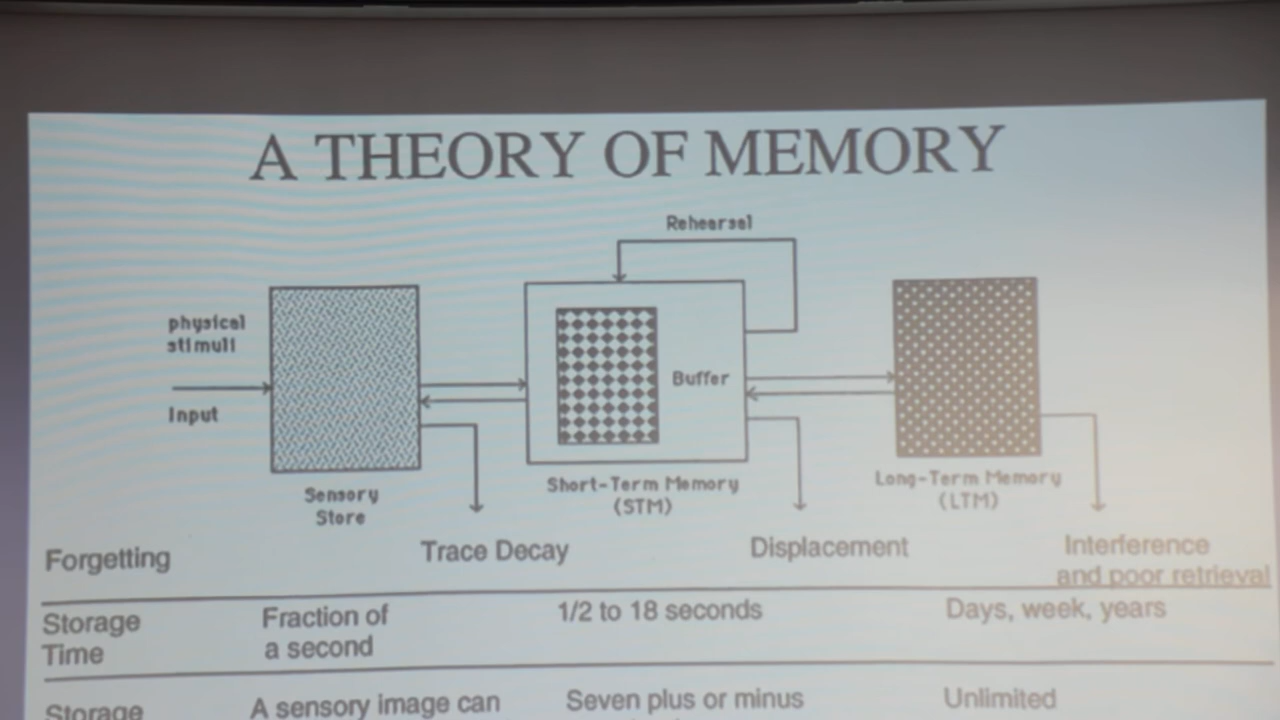 A THEORY OF MEMORY
Rehearsal
physical
stimuli
Input
Buffer
Sensory
Store
Short-Term Memory
(STM)
Long-Term Memory
(LTM)
Forgetting
Trace Decay
Displacement
Interference
and poor retrieval
Storage
Time
Fraction of
a second
1/2 to 18 seconds
Days, week, years
Storage
A sensory image can
Seven plus or minus
Unlimited